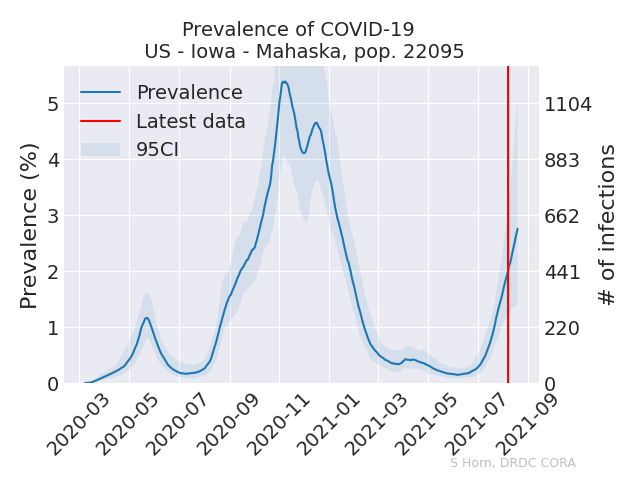 Prevalence of COVID-19
US - Iowa - Mahaska, pop. 22095
Prevalence
Latest data
95CI
Prevalence (%)
5
4
3
2
1
0
1104
883
662
441
220
0
# of infections
2020-03
2020-05
2020-07
2020-09
2020-11
2021-01
2021-03
2021-05
2021-07
2021-09
S Horn, DRDC CORA